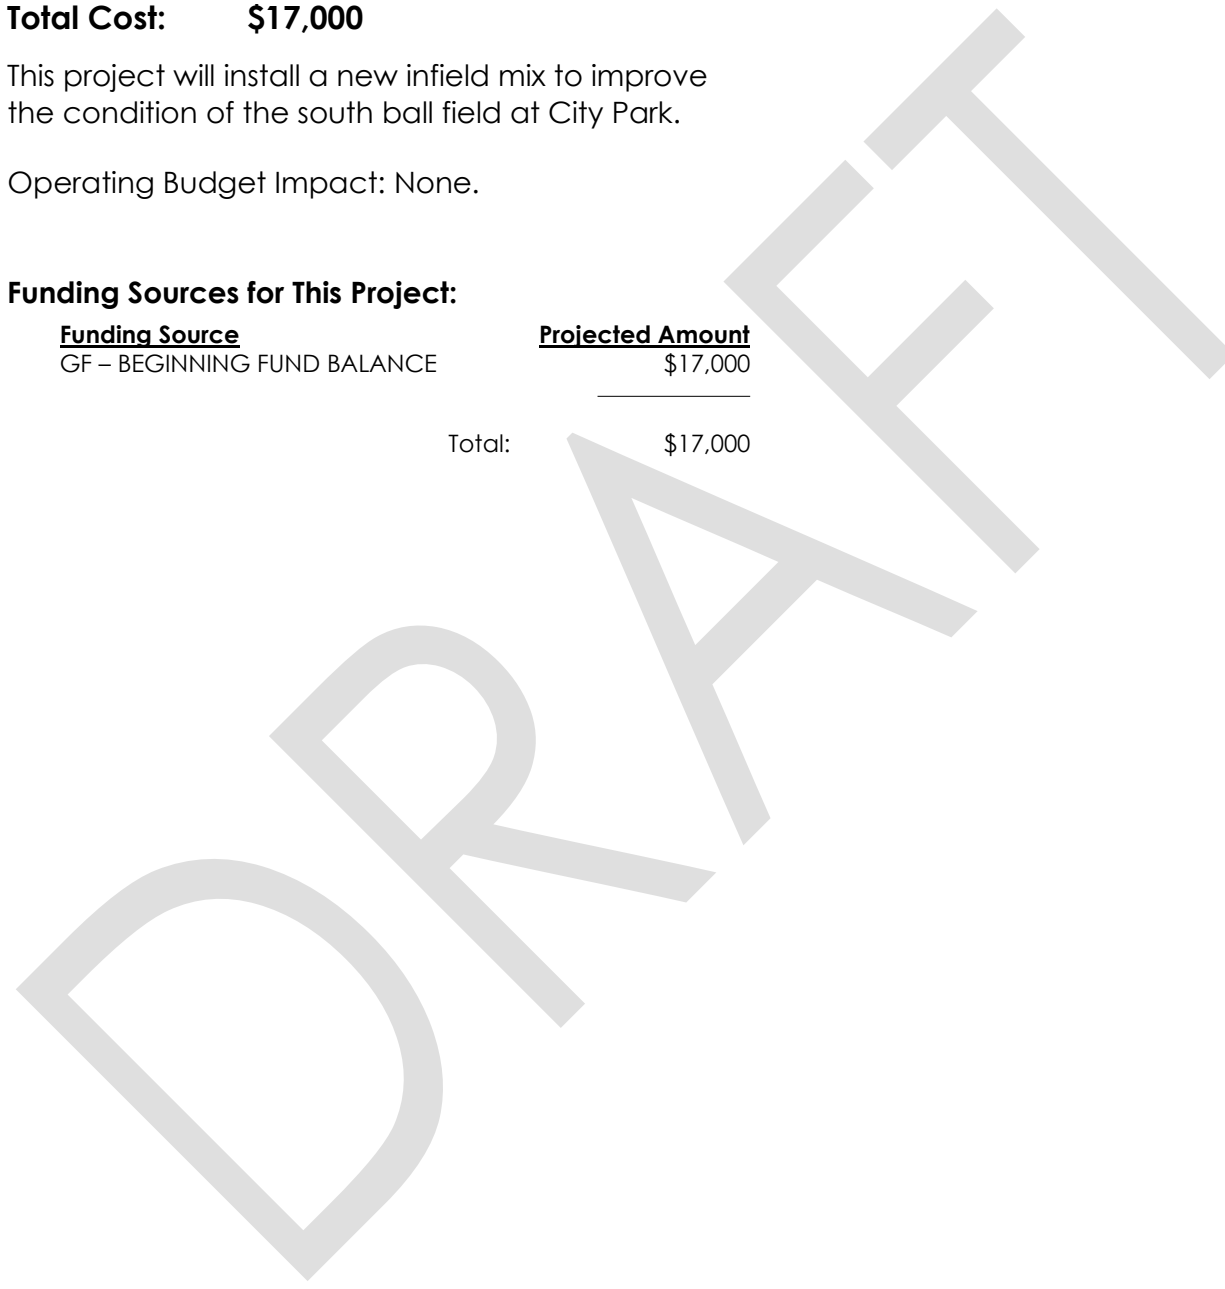 Total Cost: $17,000
This project will install a new infield mix to improve
the condition of the south ball field at City Park.
Operating Budget Impact: None.
Funding Sources for This Project:
Funding Source Projected Amount
GF – BEGINNING FUND BALANCE $17,000
Total: $17,000
DRAFT